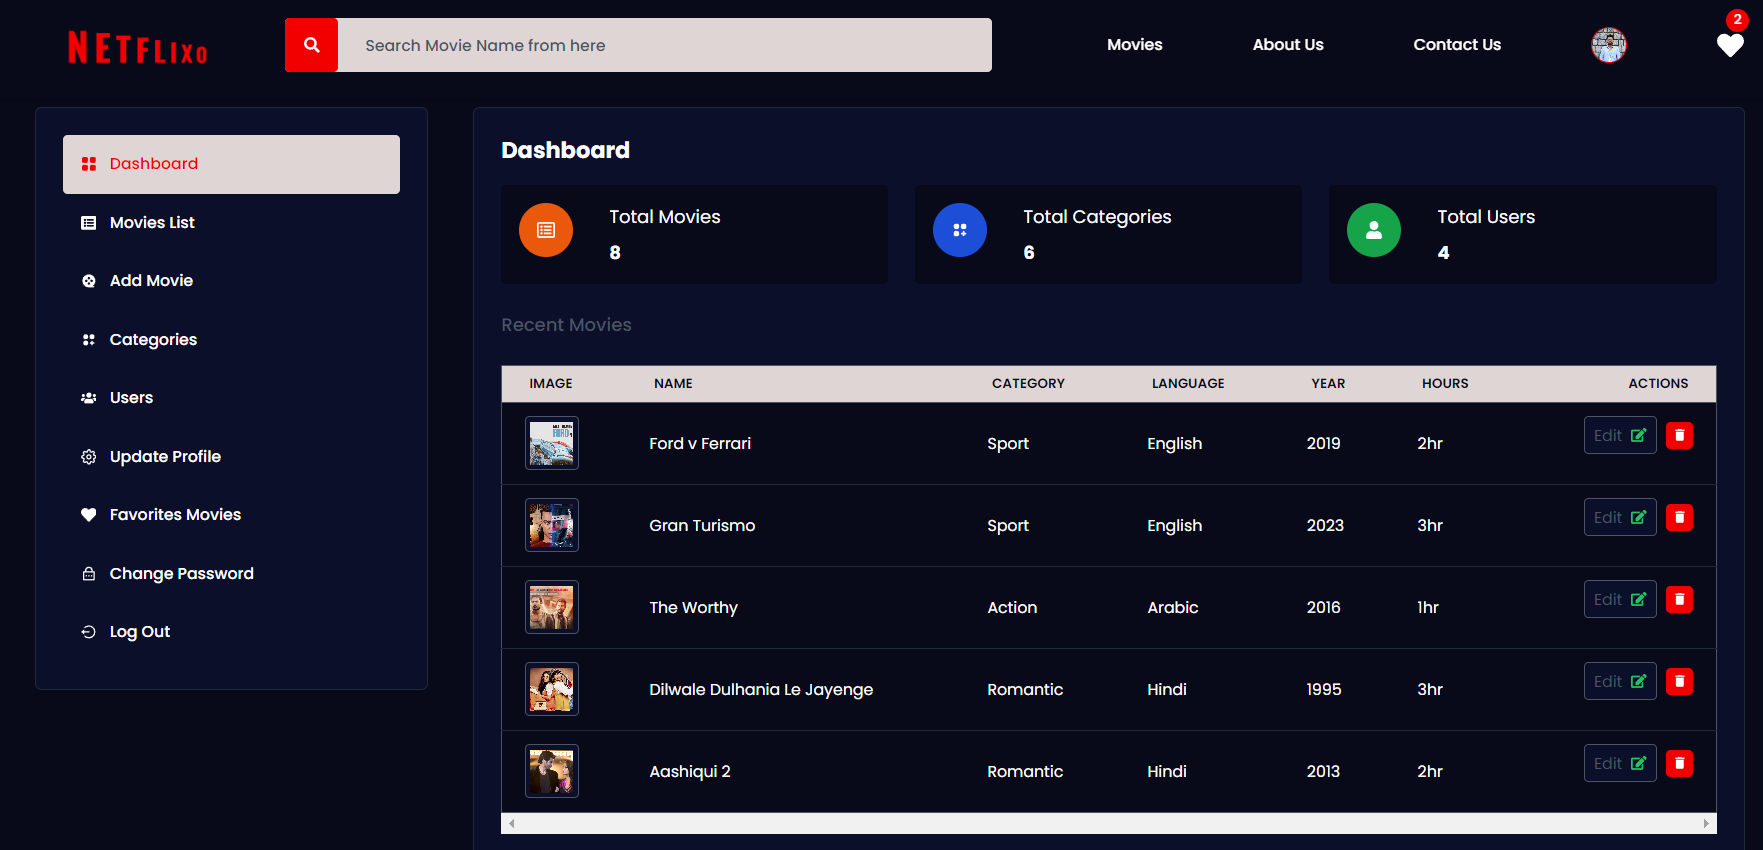 NETFLIXO
Search Movie Name from here
Movies
About Us
Contact Us
2
Dashboard
Movies List
Add Movie
Categories
Users
Update Profile
Favorites Movies
Change Password
Log Out
Dashboard
Total Movies
8
Total Categories
6
Total Users
4
Recent Movies
IMAGE NAME CATEGORY LANGUAGE YEAR HOURS ACTIONS
Ford v Ferrari Sport English 2019 2hr Edit
Gran Turismo Sport English 2023 3hr Edit
The Worthy Action Arabic 2016 1hr Edit
Dilwale Dulhania Le Jayenge Romantic Hindi 1995 3hr Edit
Aashiqui 2 Romantic Hindi 2013 2hr Edit